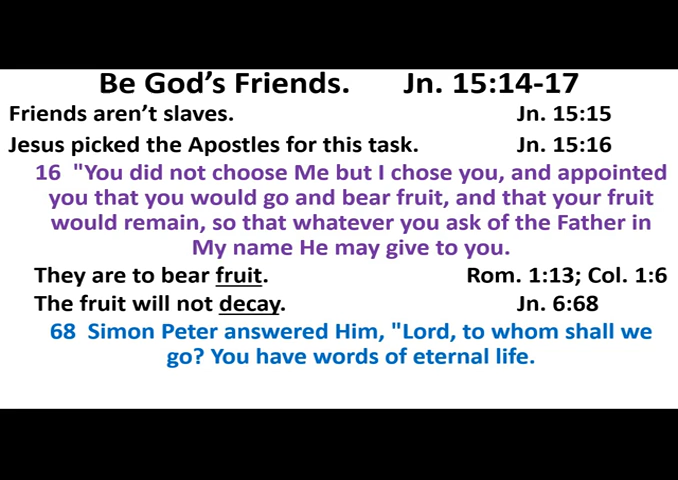 Be God's Friends. Jn. 15:14-17
Friends aren't slaves. Jn. 15:15
Jesus picked the Apostles for this task. Jn. 15:16
16 "You did not choose Me but I chose you, and appointed
you that you would go and bear fruit, and that your fruit
would remain, so that whatever you ask of the Father in
My name He may give to you.
They are to bear fruit. Rom. 1:13; Col. 1:6
The fruit will not decay. Jn. 6:68
68 Simon Peter answered Him, "Lord, to whom shall we
go? You have words of eternal life.